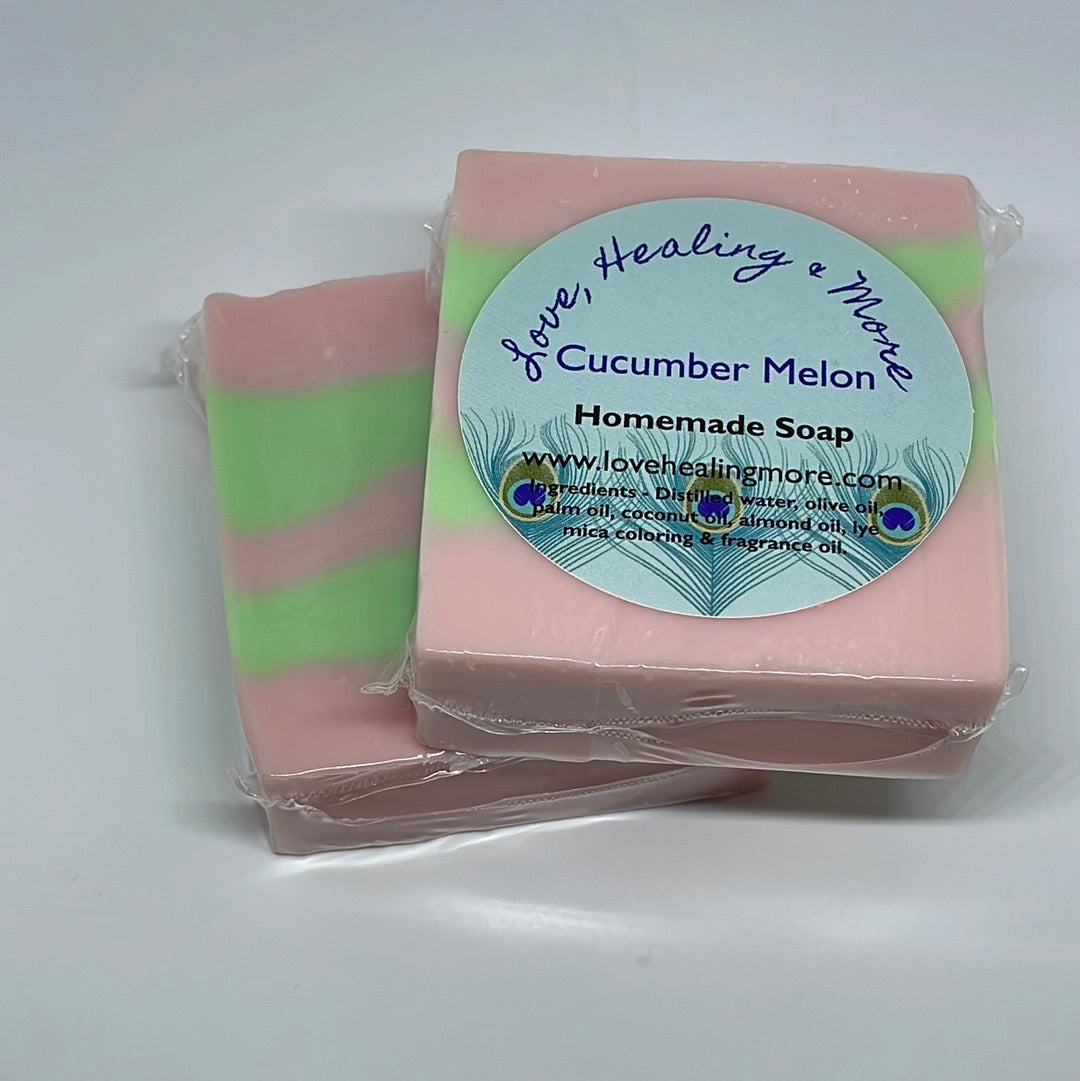 Love, Healing & More
Cucumber Melon
Homemade Soap
www.lovehealingmore.com
Ingredients - Distilled water, olive oil,
palm oil, coconut oil, almond oil, lye
mica coloring & fragrance oil.